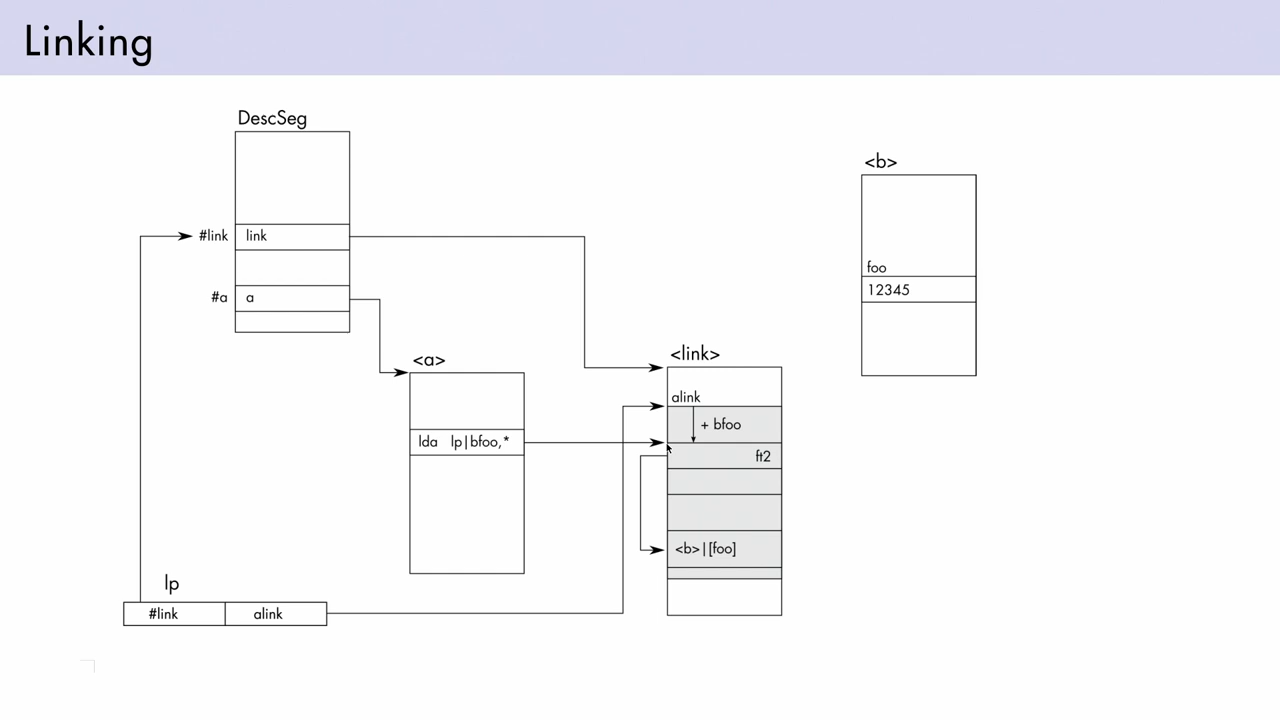 Linking
DescSeg
<b>
#link link
foo
12345
#a a
<a>
<link>
alink
+ bfoo
lda lp|bfoo,*
ft2
<b>|[foo]
lp
#link alink